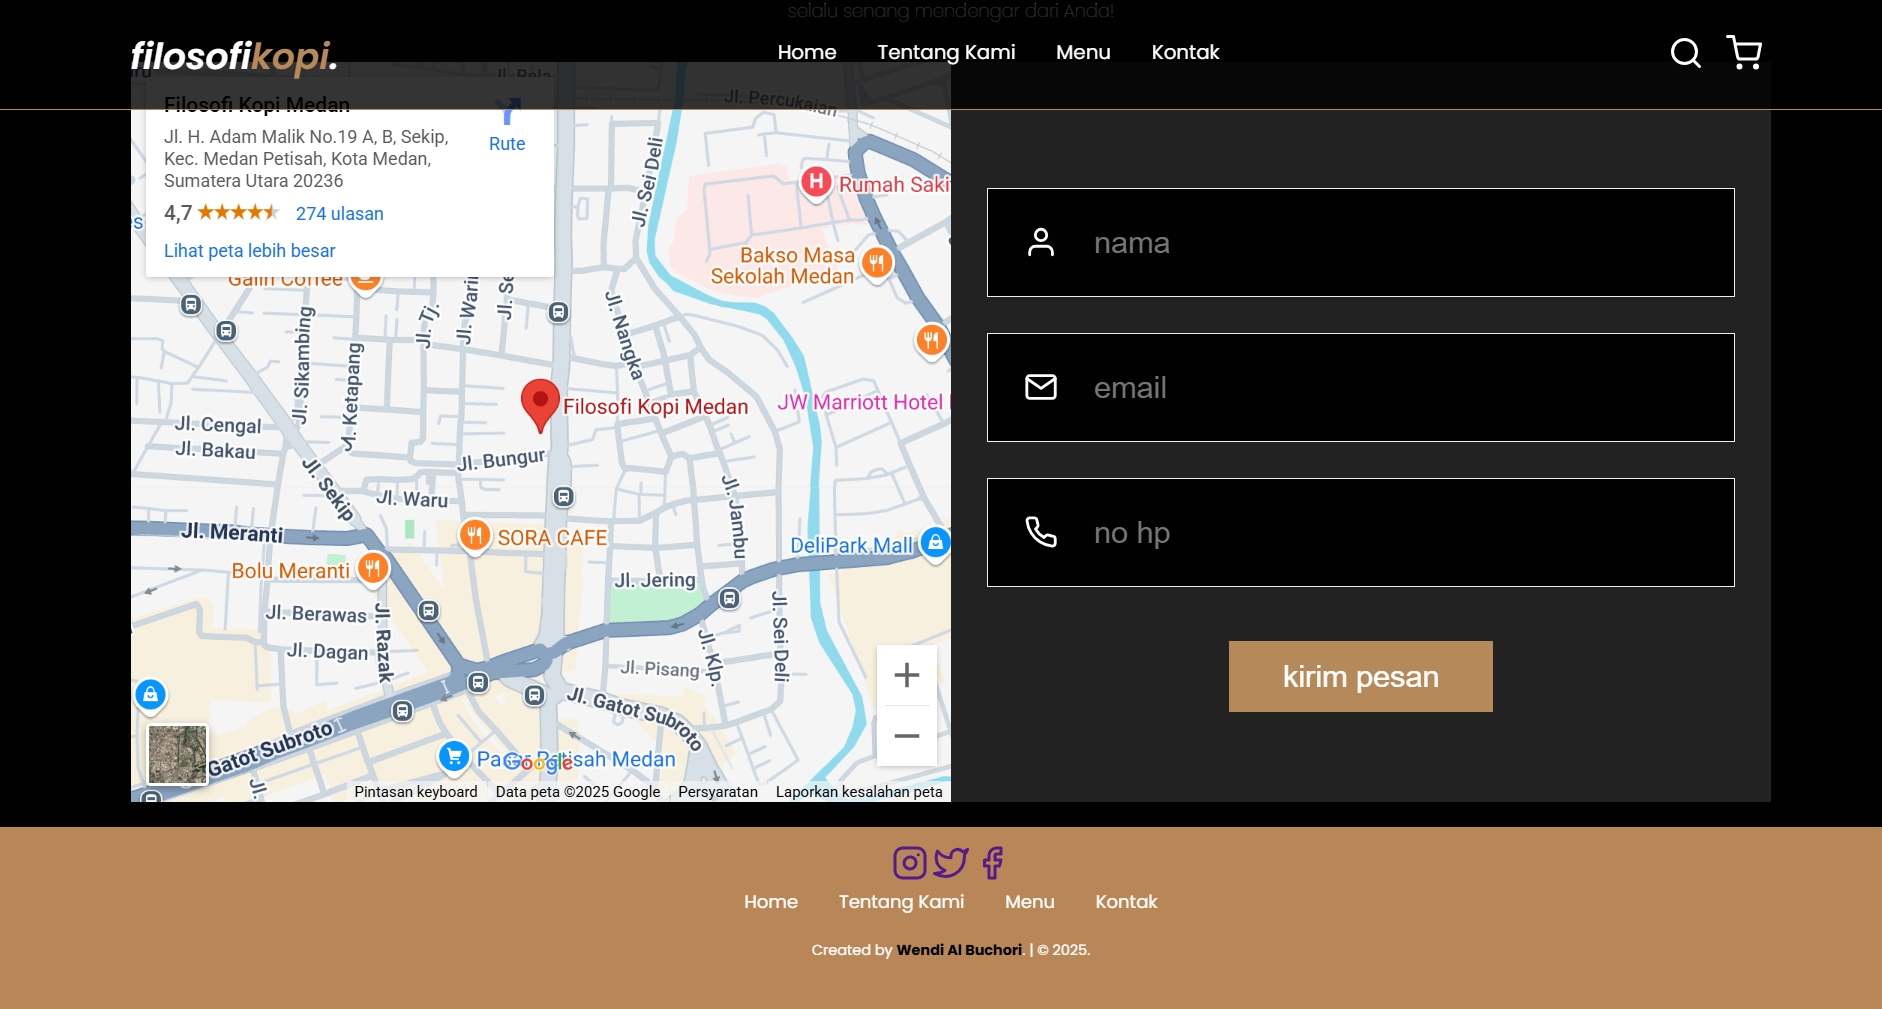 selalu senang mendengar dari Anda!
filosofikopi.
Home
Tentang Kami
Menu
Kontak
Jl. Rela
Filosofi Kopi Medan
Jl. H. Adam Malik No.19 A, B, Sekip,
Kec. Medan Petisah, Kota Medan,
Sumatera Utara 20236
Rute
4,7
274 ulasan
Lihat peta lebih besar
Jl. Percukaian
Jl. Sei Deli
H
Rumah Saki
Bakso Masa
Sekolah Medan
Galin Coffee
Jl. Sikambing
Jl. Tj.
Jl. Warin
Jl. Se
Jl. Nangka
M. Ketapang
Filosofi Kopi Medan
JW Marriott Hotel
Jl. Cengal
Jl. Bakau
Jl. Bungur
Jl. Sekip
Jl. Waru
Jl. Jambu
Jl. Meranti
SORA CAFE
DeliPark Mall
Bolu Meranti
Jl. Jering
Jl. Berawas
Jl. Razak
Jl. Dagan
Jl. Sei Deli
Jl. Klp.
Jl. Pisang
Jl. Gatot Subroto
Gatot Subroto
Jl.
Pasar Petisah Medan
Google
Pintasan keyboard
Data peta ©2025 Google
Persyaratan
Laporkan kesalahan peta
nama
email
no hp
kirim pesan
Home
Tentang Kami
Menu
Kontak
Created by Wendi Al Buchori. | © 2025.